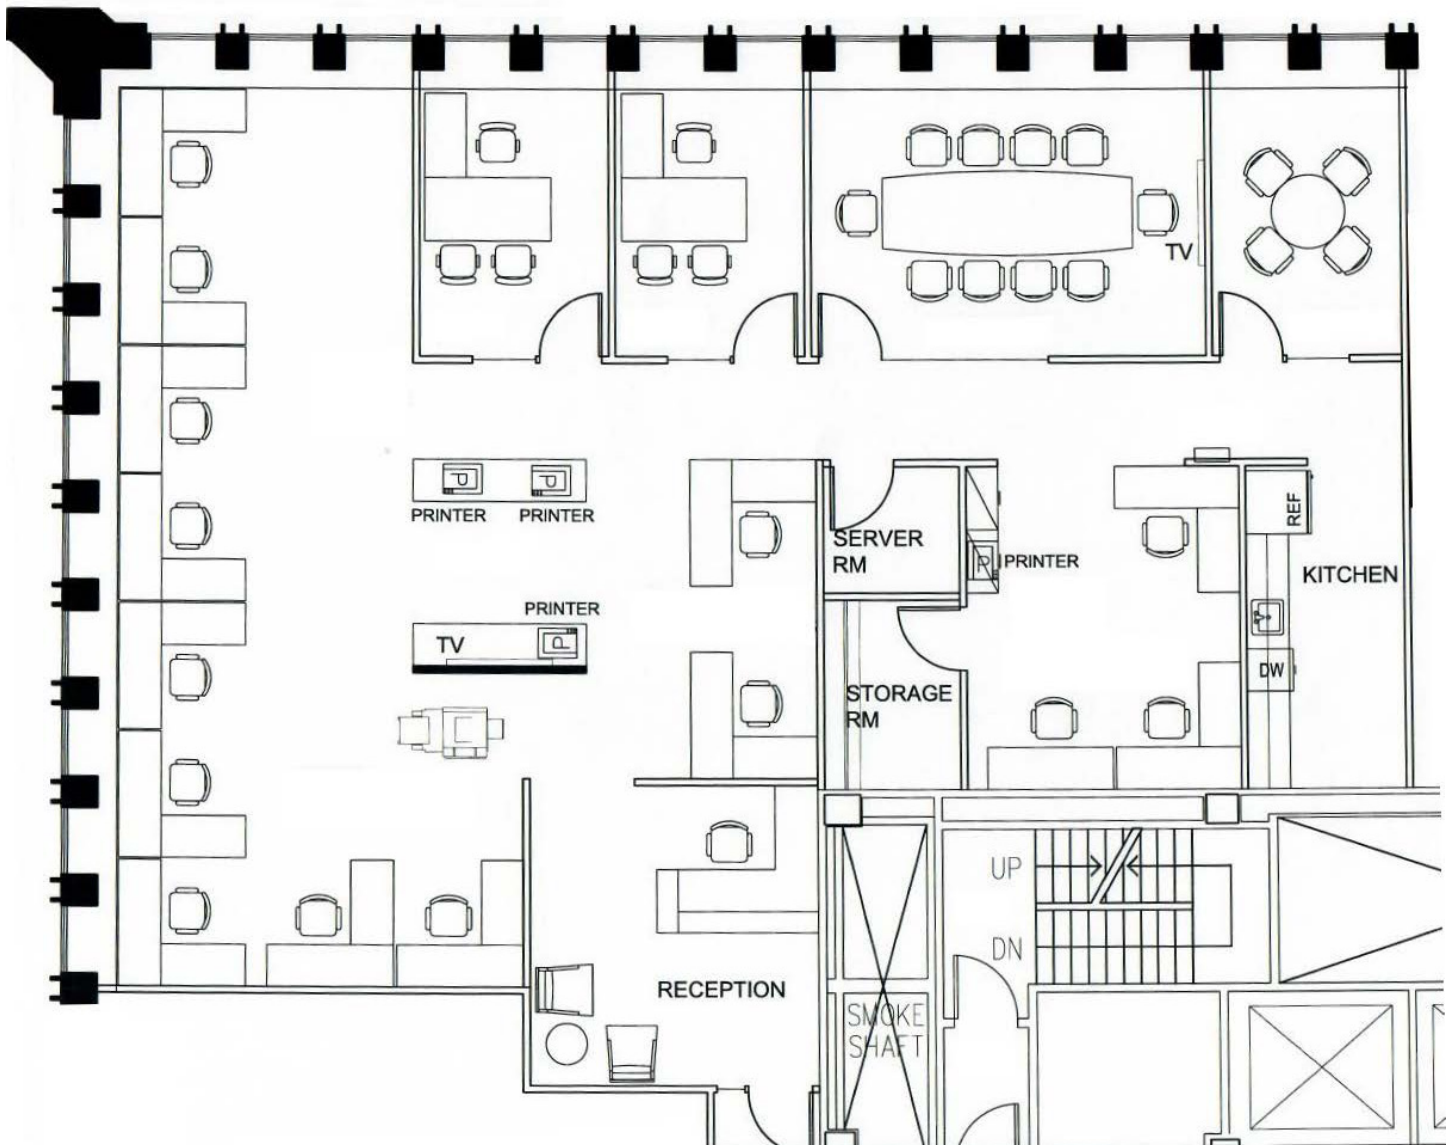 TV
P
P
PRINTER
PRINTER
SERVER
RM
P
PRINTER
REF
KITCHEN
PRINTER
TV
P
DW
STORAGE
RM
UP
DN
RECEPTION
SMOKE
SHAFT